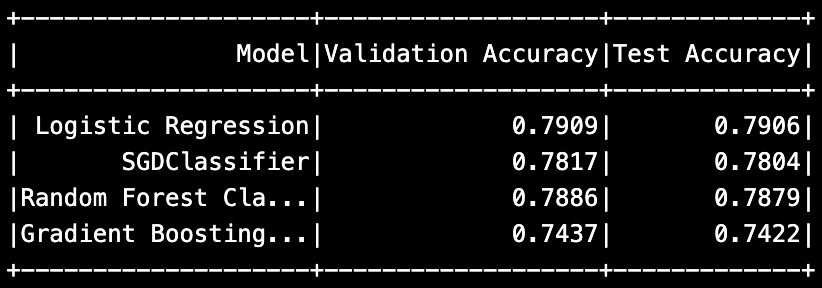 +--------------------+-------------------+-------------+
|               Model|Validation Accuracy|Test Accuracy|
+--------------------+-------------------+-------------+
| Logistic Regression|             0.7909|       0.7906|
|       SGDClassifier|             0.7817|       0.7804|
|Random Forest Cla...|             0.7886|       0.7879|
|Gradient Boosting...|             0.7437|       0.7422|
+--------------------+-------------------+-------------+